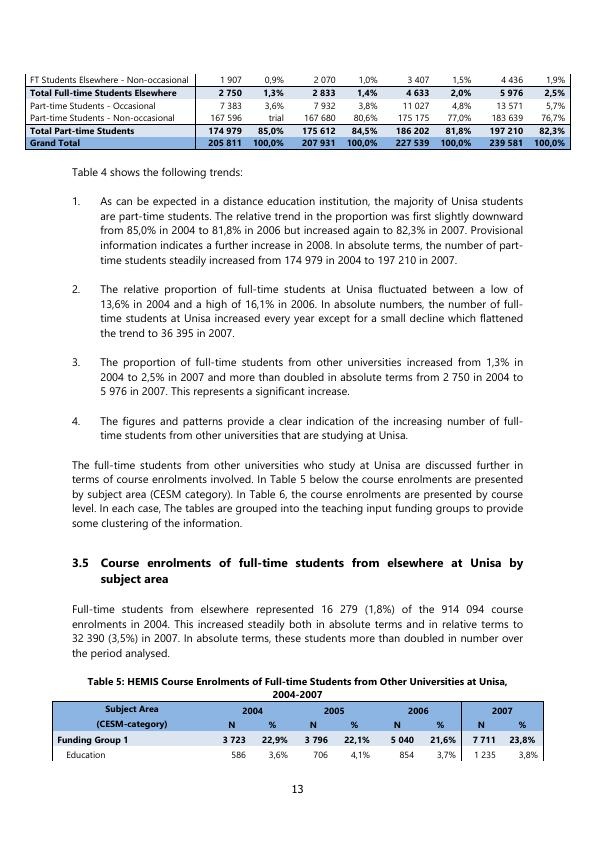 FT Students Elsewhere - Non-occasional 1 907 0,9% 2 070 1,0% 3 407 1,5% 4 436 1,9%
Total Full-time Students Elsewhere 2 750 1,3% 2 833 1,4% 4 633 2,0% 5 976 2,5%
Part-time Students - Occasional 7 383 3,6% 7 932 3,8% 11 027 4,8% 13 571 5,7%
Part-time Students - Non-occasional 167 596 trial 167 680 80,6% 175 175 77,0% 183 639 76,7%
Total Part-time Students 174 979 85,0% 175 612 84,5% 186 202 81,8% 197 210 82,3%
Grand Total 205 811 100,0% 207 931 100,0% 227 539 100,0% 239 581 100,0%
Table 4 shows the following trends:
1. As can be expected in a distance education institution, the majority of Unisa students
are part-time students. The relative trend in the proportion was first slightly downward
from 85,0% in 2004 to 81,8% in 2006 but increased again to 82,3% in 2007. Provisional
information indicates a further increase in 2008. In absolute terms, the number of part-
time students steadily increased from 174 979 in 2004 to 197 210 in 2007.
2. The relative proportion of full-time students at Unisa fluctuated between a low of
13,6% in 2004 and a high of 16,1% in 2006. In absolute numbers, the number of full-
time students at Unisa increased every year except for a small decline which flattened
the trend to 36 395 in 2007.
3. The proportion of full-time students from other universities increased from 1,3% in
2004 to 2,5% in 2007 and more than doubled in absolute terms from 2 750 in 2004 to
5 976 in 2007. This represents a significant increase.
4. The figures and patterns provide a clear indication of the increasing number of full-
time students from other universities that are studying at Unisa.
The full-time students from other universities who study at Unisa are discussed further in
terms of course enrolments involved. In Table 5 below the course enrolments are presented
by subject area (CESM category). In Table 6, the course enrolments are presented by course
level. In each case, The tables are grouped into the teaching input funding groups to provide
some clustering of the information.
3.5 Course enrolments of full-time students from elsewhere at Unisa by
subject area
Full-time students from elsewhere represented 16 279 (1,8%) of the 914 094 course
enrolments in 2004. This increased steadily both in absolute terms and in relative terms to
32 390 (3,5%) in 2007. In absolute terms, these students more than doubled in number over
the period analysed.
Table 5: HEMIS Course Enrolments of Full-time Students from Other Universities at Unisa,
2004-2007
Subject Area 2004 2005 2006 2007
(CESM-category) N % N % N % N %
Funding Group 1 3 723 22,9% 3 796 22,1% 5 040 21,6% 7 711 23,8%
Education 586 3,6% 706 4,1% 854 3,7% 1 235 3,8%
13